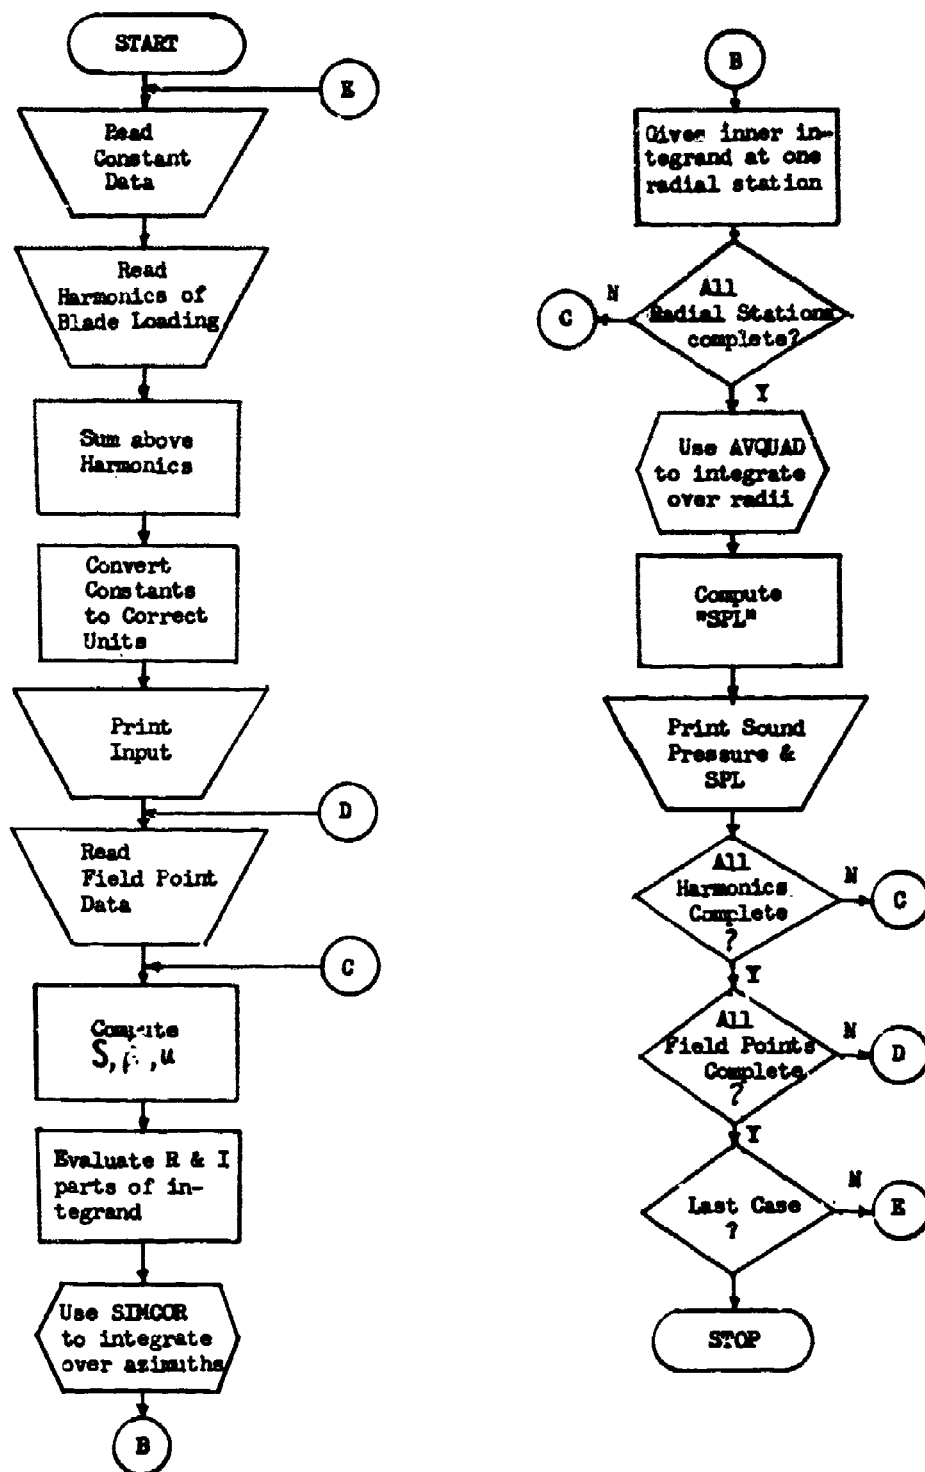 START
E
Read
Constant
Data
Read
Harmonics of
Blade Loading
Sum above
Harmonics
Convert
Constants
to Correct
Units
Print
Input
D
Read
Field Point
Data
C
Compute
S, , u
Evaluate R & I
parts of in-
tegrand
Use SIMCOR
to integrate
over azimuths
B
B
Gives inner in-
tegrand at one
radial station
All
Radial Stations
complete?
N
C
Y
Use AVQUAD
to integrate
over radii
Compute
"SPL"
Print Sound
Pressure &
SPL
All
Harmonics
Complete
?
N
C
Y
All
Field Points
Complete
?
N
D
Y
Last Case
?
N
E
STOP